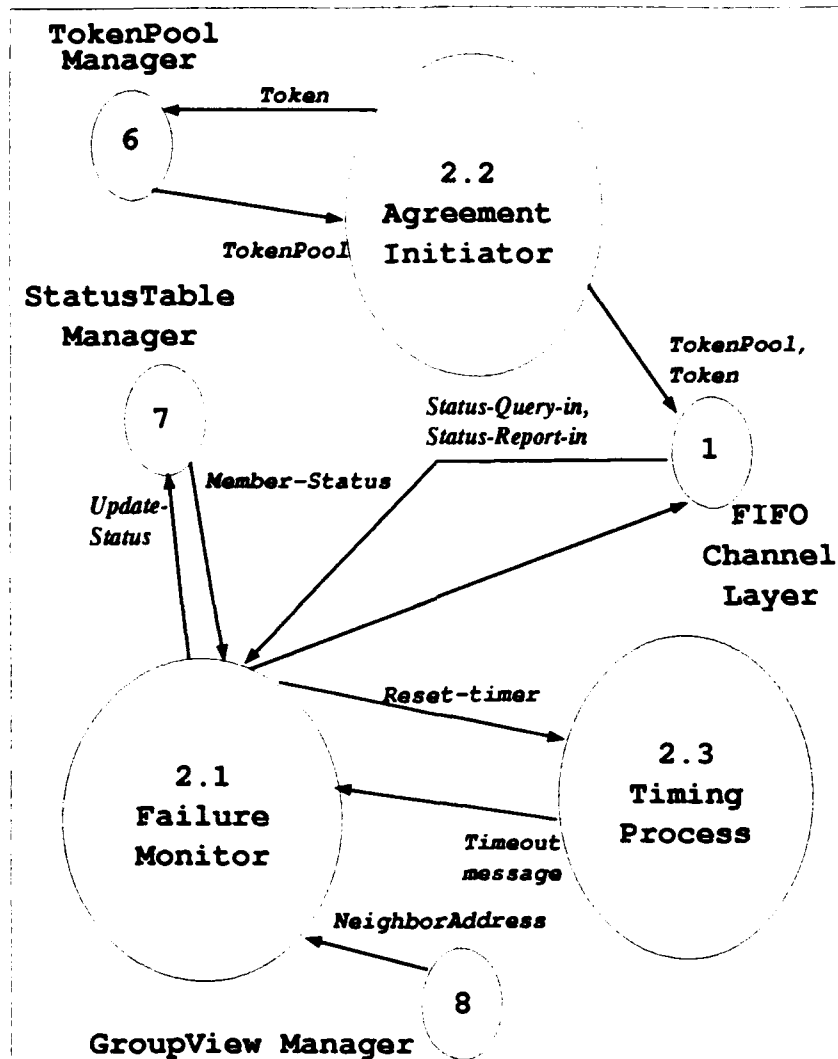 TokenPool
Manager
Token
6
2.2
Agreement
Initiator
TokenPool
StatusTable
Manager
TokenPool,
Token
7
Status-Query-in,
Status-Report-in
1
Member-Status
Update-
Status
FIFO
Channel
Layer
Reset-timer
2.1
Failure
Monitor
2.3
Timing
Process
Timeout
message
NeighborAddress
8
GroupView Manager